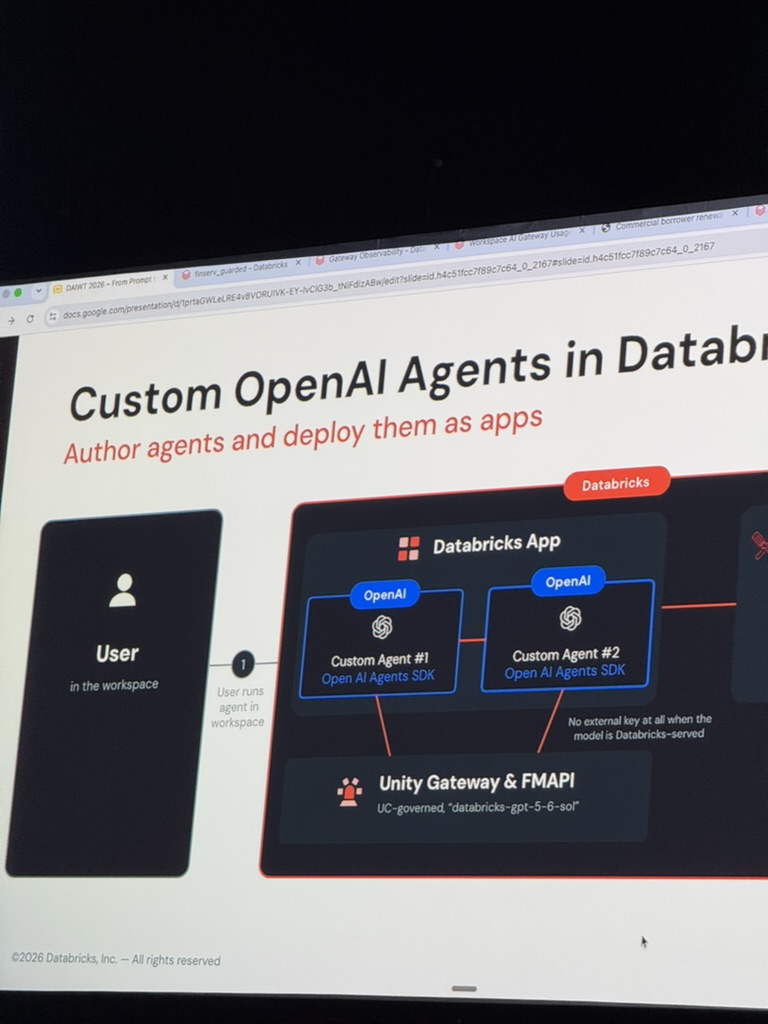 DAIWT 2026 – From Prompt
finserv_guarded - Databricks
Gateway Observability - Dat
Workspace AI Gateway Usag
Commercial borrower renew
docs.google.com/presentation/d/1prtaGWLeLRE4v8VORUIVK-EY-IvCIG3b_tNiFdizABw/edit?slide=id.h4c51fcc7f89c7c64_0_2167#slide=id.h4c51fcc7f89c7c64_0_2167
Custom OpenAI Agents in Datab
Author agents and deploy them as apps
Databricks
Databricks App
OpenAI
OpenAI
User
in the workspace
1
User runs
agent in
workspace
Custom Agent #1
Open AI Agents SDK
Custom Agent #2
Open AI Agents SDK
No external key at all when the
model is Databricks-served
Unity Gateway & FMAPI
UC-governed, "databricks-gpt-5-6-sol"
©2026 Databricks, Inc. — All rights reserved